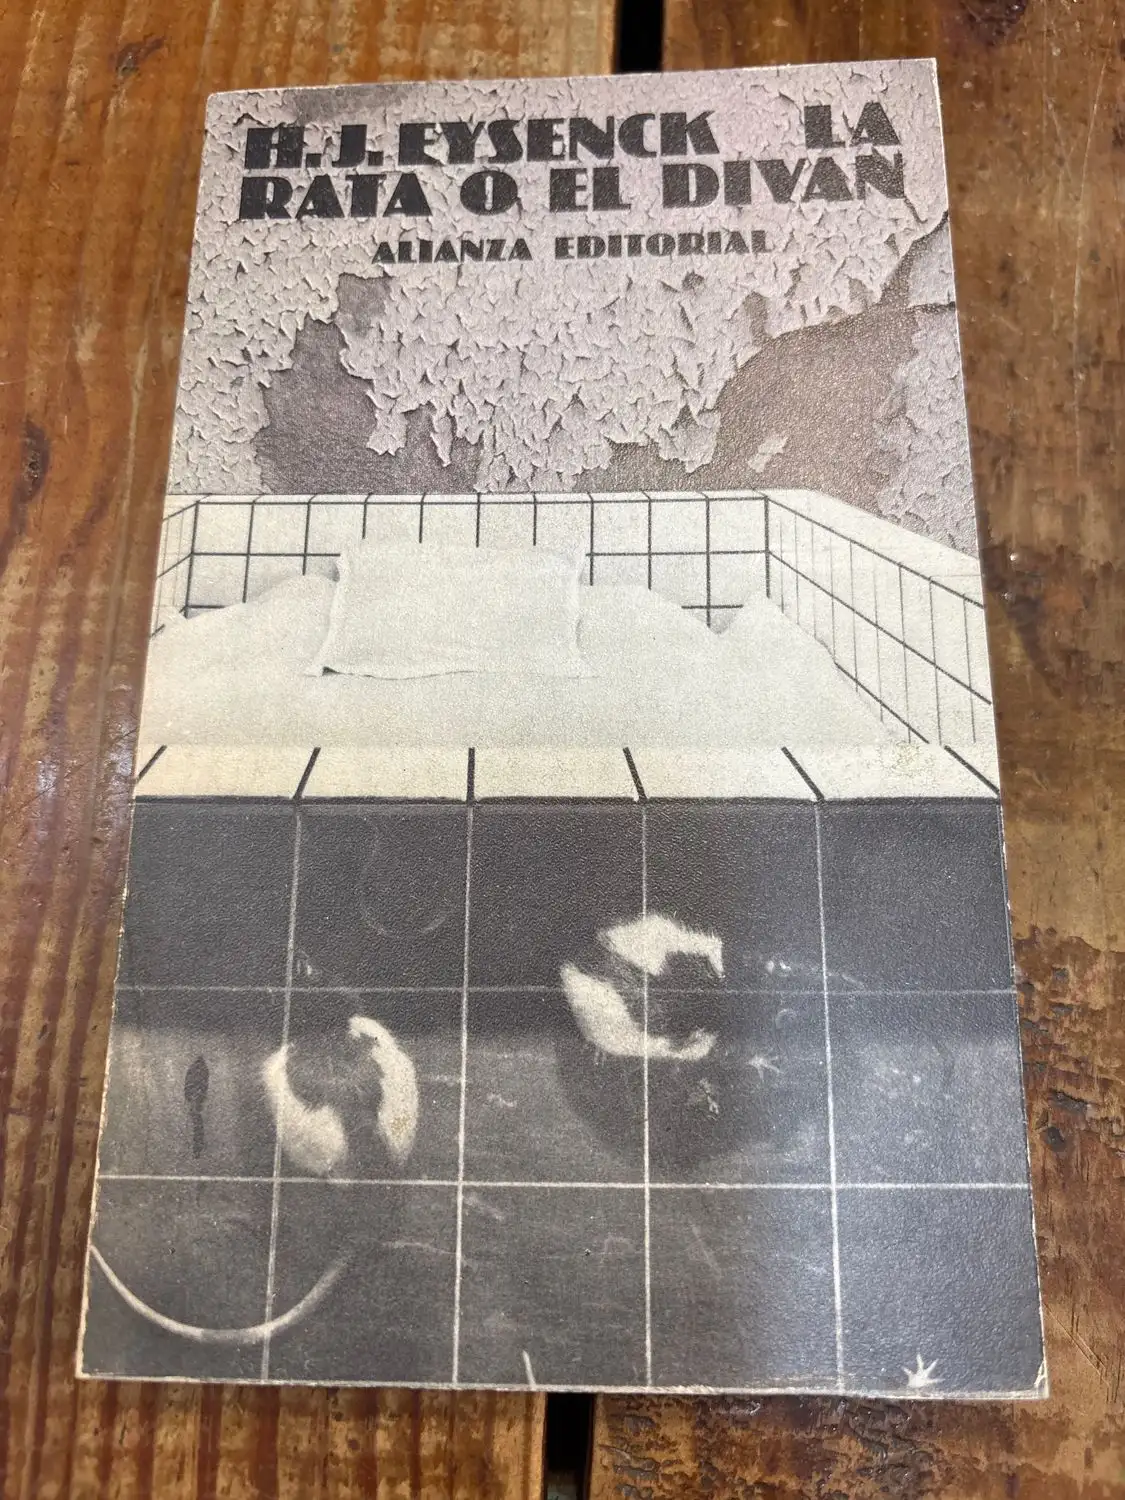 H. J. EYSENCK LA
RATA O EL DIVAN
ALIANZA EDITORIAL